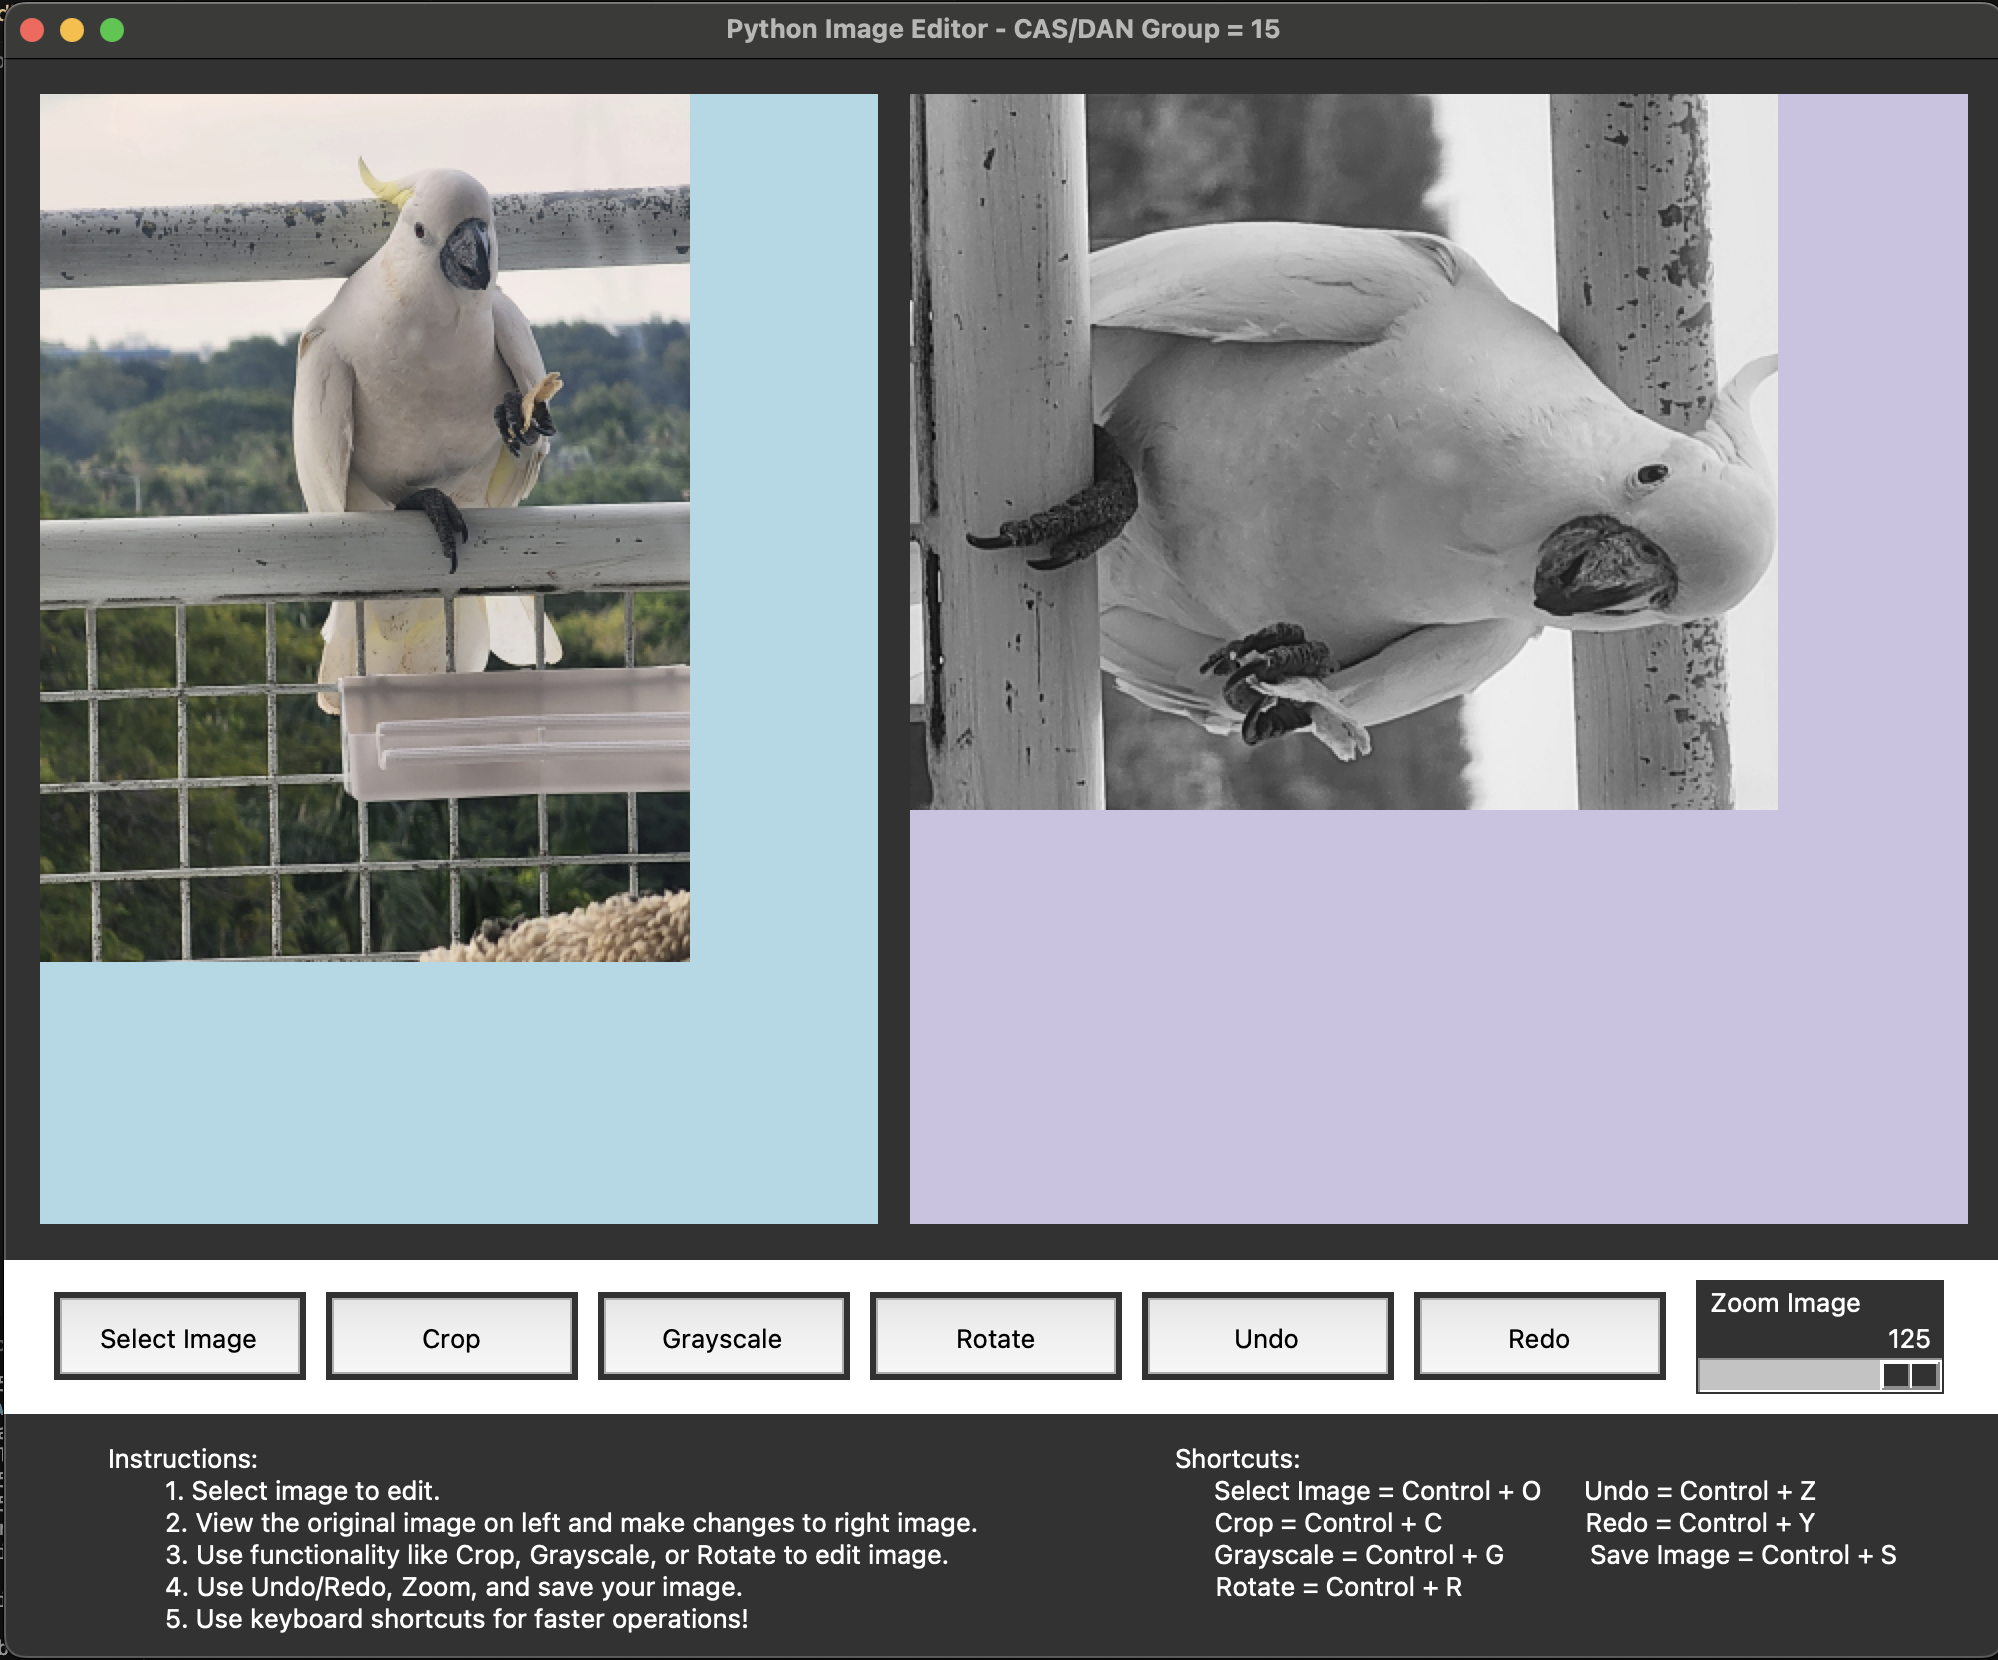 Python Image Editor - CAS/DAN Group = 15
Select Image
Crop
Grayscale
Rotate
Undo
Redo
Zoom Image
125
Instructions:
1. Select image to edit.
2. View the original image on left and make changes to right image.
3. Use functionality like Crop, Grayscale, or Rotate to edit image.
4. Use Undo/Redo, Zoom, and save your image.
5. Use keyboard shortcuts for faster operations!
Shortcuts:
Select Image = Control + O Undo = Control + Z
Crop = Control + C Redo = Control + Y
Grayscale = Control + G Save Image = Control + S
Rotate = Control + R